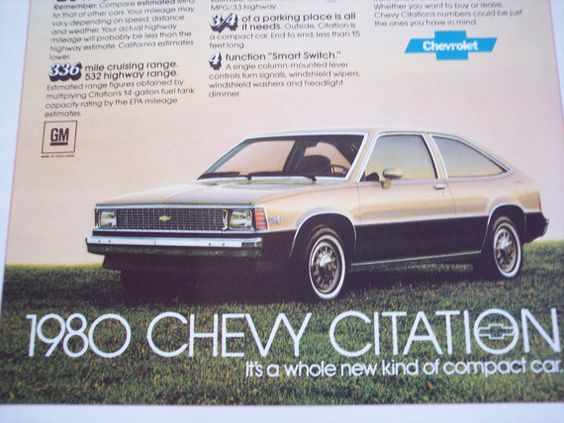 Remember: Compare estimated MPG
to that of other cars. Your mileage may
vary depending on speed, distance
and weather. Your actual highway
mileage will probably be less than the
highway estimate. California estimates
lower.
336 mile cruising range.
532 highway range.
Estimated range figures obtained by
multiplying Citation's 14-gallon fuel tank
capacity rating by the EPA mileage
estimates.
GM
MARK OF EXCELLENCE
MPG/33 highway.
3/4 of a parking place is all
it needs. Outside, Citation is
a compact car. End to end, less than 15
feet long.
4 function "Smart Switch."
A single column-mounted lever
controls turn signals, windshield wipers,
windshield washers and headlight
dimmer.
Whether you want to buy or lease,
Chevy Citation's numbers could be just
the ones you have in mind.
Chevrolet
1980 CHEVY CITATION
It's a whole new kind of compact car.